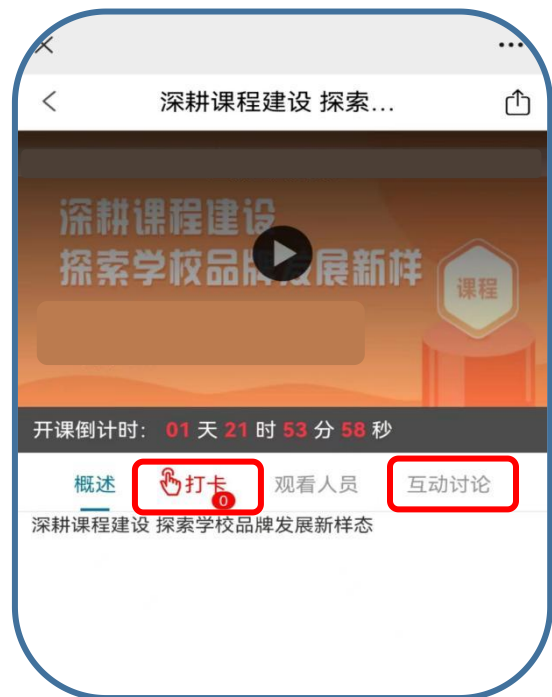 深耕课程建设 探索...
深耕课程建设
探索学校品牌发展新样
课程
开课倒计时： 01 天 21 时 53 分 58 秒
概述 打卡 0 观看人员 互动讨论
深耕课程建设 探索学校品牌发展新样态